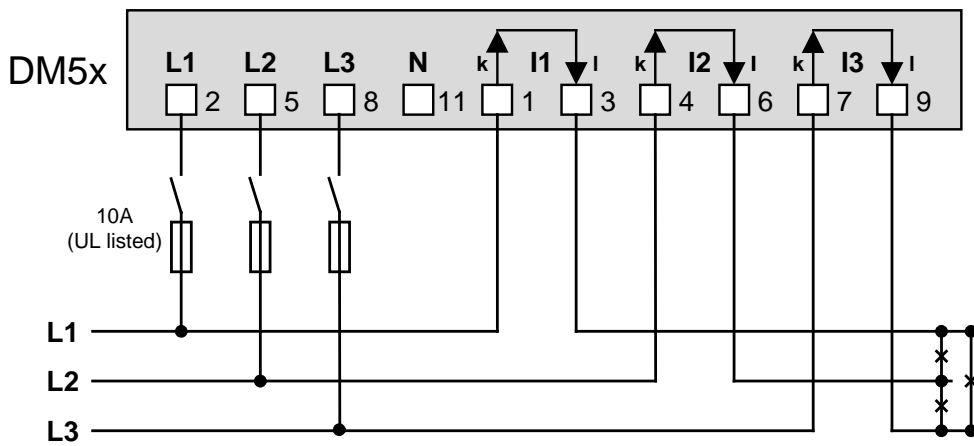 DM5x
L1 L2 L3 N k I1 l k I2 l k I3 l
2 5 8 11 1 3 4 6 7 9
10A
(UL listed)
L1
L2
L3